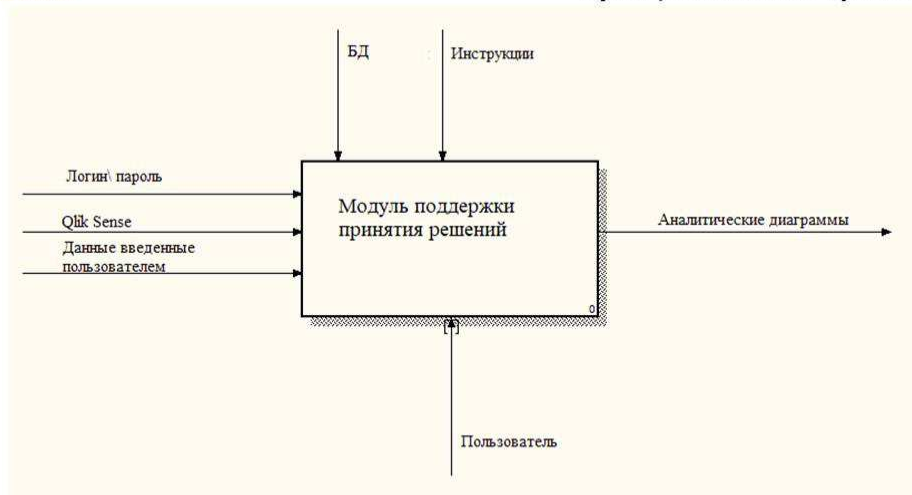 БД
Инструкции
Логин\ пароль
Qlik Sense
Данные введенные
пользователем
Модуль поддержки
принятия решений
Аналитические диаграммы
0
Пользователь